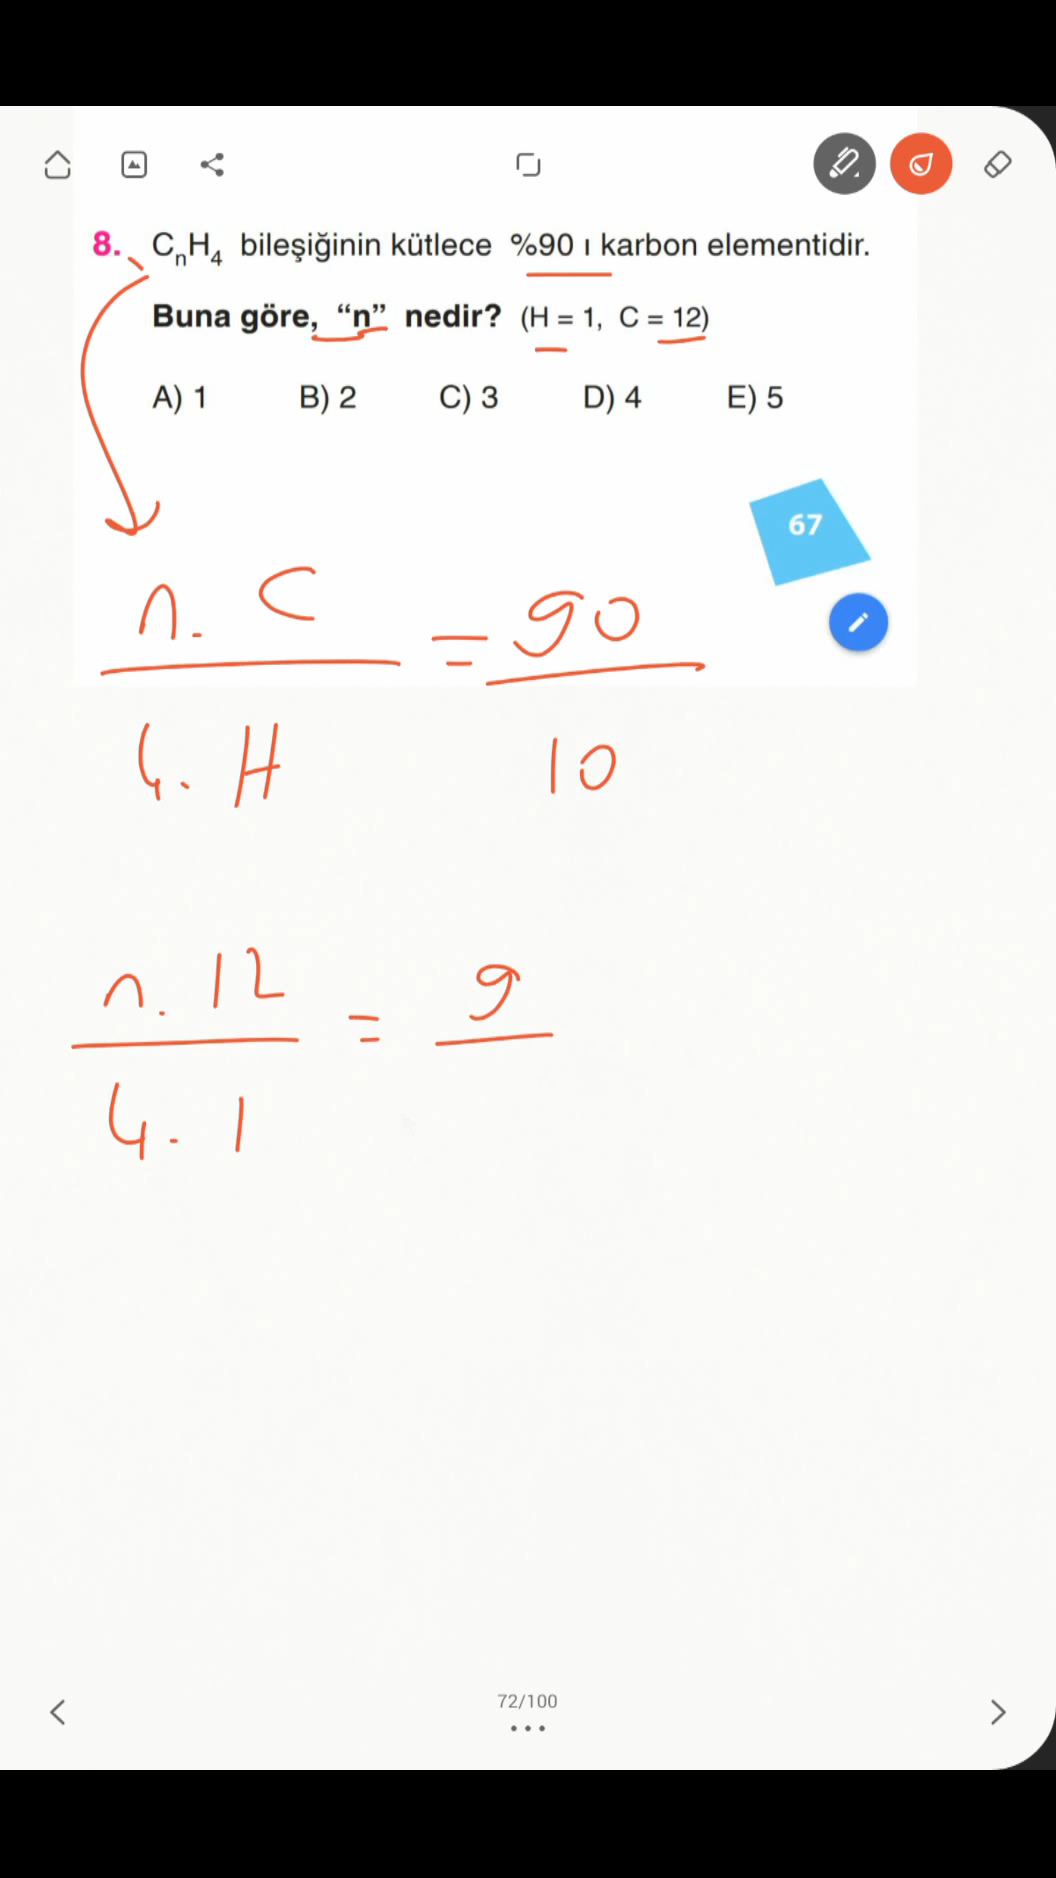 8. CnH4 bileşiğinin kütlece %90 ı karbon elementidir.
Buna göre, “n” nedir? (H = 1, C = 12)
A) 1 B) 2 C) 3 D) 4 E) 5
67
n. C = 90
4. H 10
n. 12 = 9
4. 1
72/100